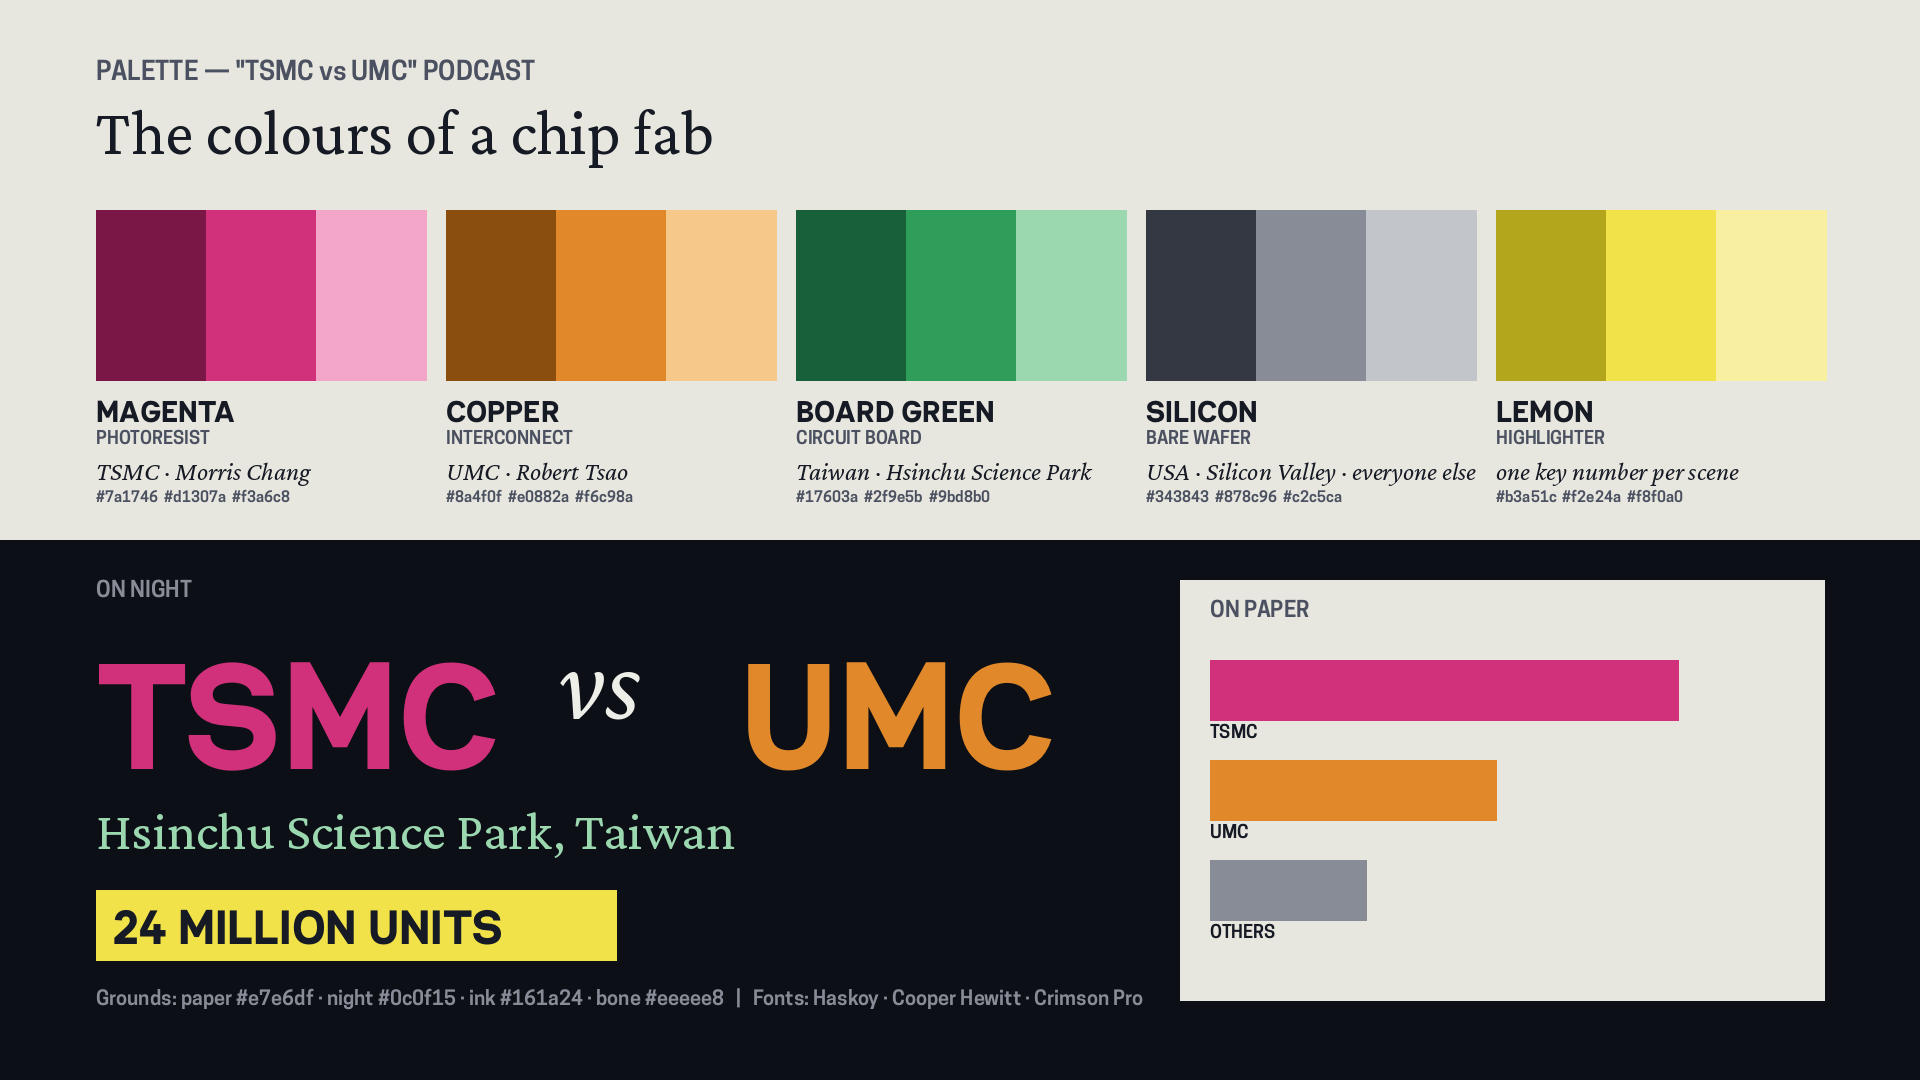 PALETTE — "TSMC vs UMC" PODCAST
The colours of a chip fab
MAGENTA
PHOTORESIST
TSMC · Morris Chang
#7a1746 #d1307a #f3a6c8
COPPER
INTERCONNECT
UMC · Robert Tsao
#8a4f0f #e0882a #f6c98a
BOARD GREEN
CIRCUIT BOARD
Taiwan · Hsinchu Science Park
#17603a #2f9e5b #9bd8b0
SILICON
BARE WAFER
USA · Silicon Valley · everyone else
#343843 #878c96 #c2c5ca
LEMON
HIGHLIGHTER
one key number per scene
#b3a51c #f2e24a #f8f0a0
ON NIGHT
TSMC vs UMC
Hsinchu Science Park, Taiwan
24 MILLION UNITS
Grounds: paper #e7e6df · night #0c0f15 · ink #161a24 · bone #eeeee8 | Fonts: Haskoy · Cooper Hewitt · Crimson Pro
ON PAPER
TSMC
UMC
OTHERS